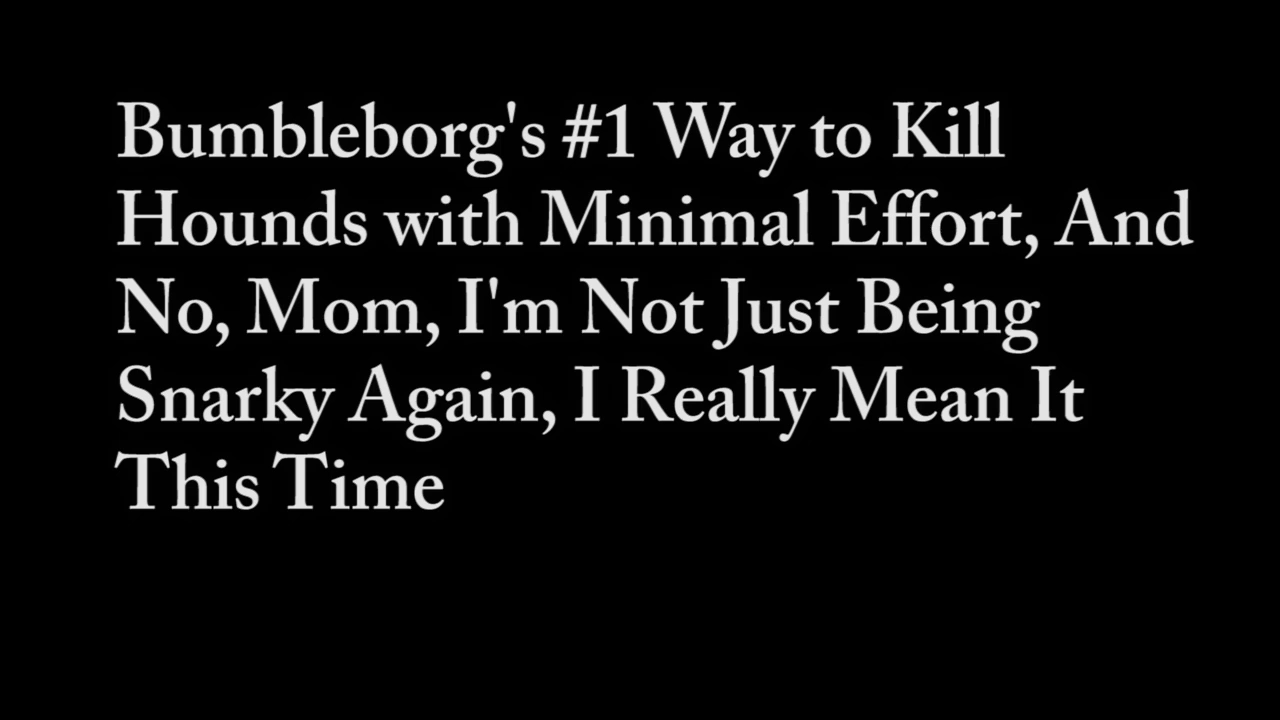 Bumbleborg's #1 Way to Kill
Hounds with Minimal Effort, And
No, Mom, I'm Not Just Being
Snarky Again, I Really Mean It
This Time